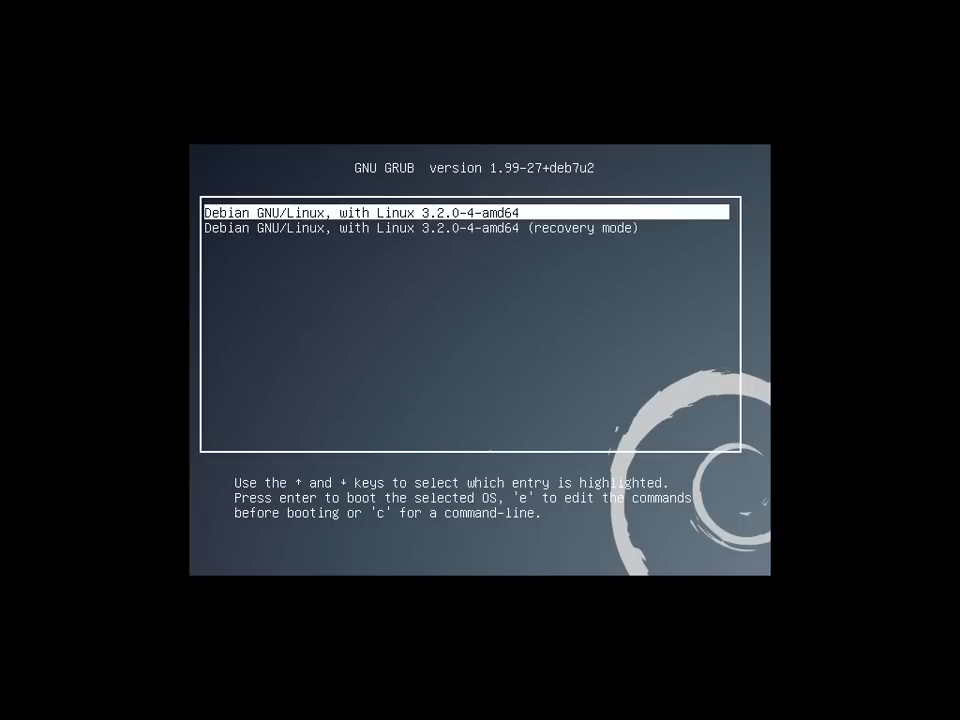 GNU GRUB  version 1.99-27+deb7u2
Debian GNU/Linux, with Linux 3.2.0-4-amd64
Debian GNU/Linux, with Linux 3.2.0-4-amd64 (recovery mode)
Use the ↑ and ↓ keys to select which entry is highlighted.
Press enter to boot the selected OS, 'e' to edit the commands
before booting or 'c' for a command-line.